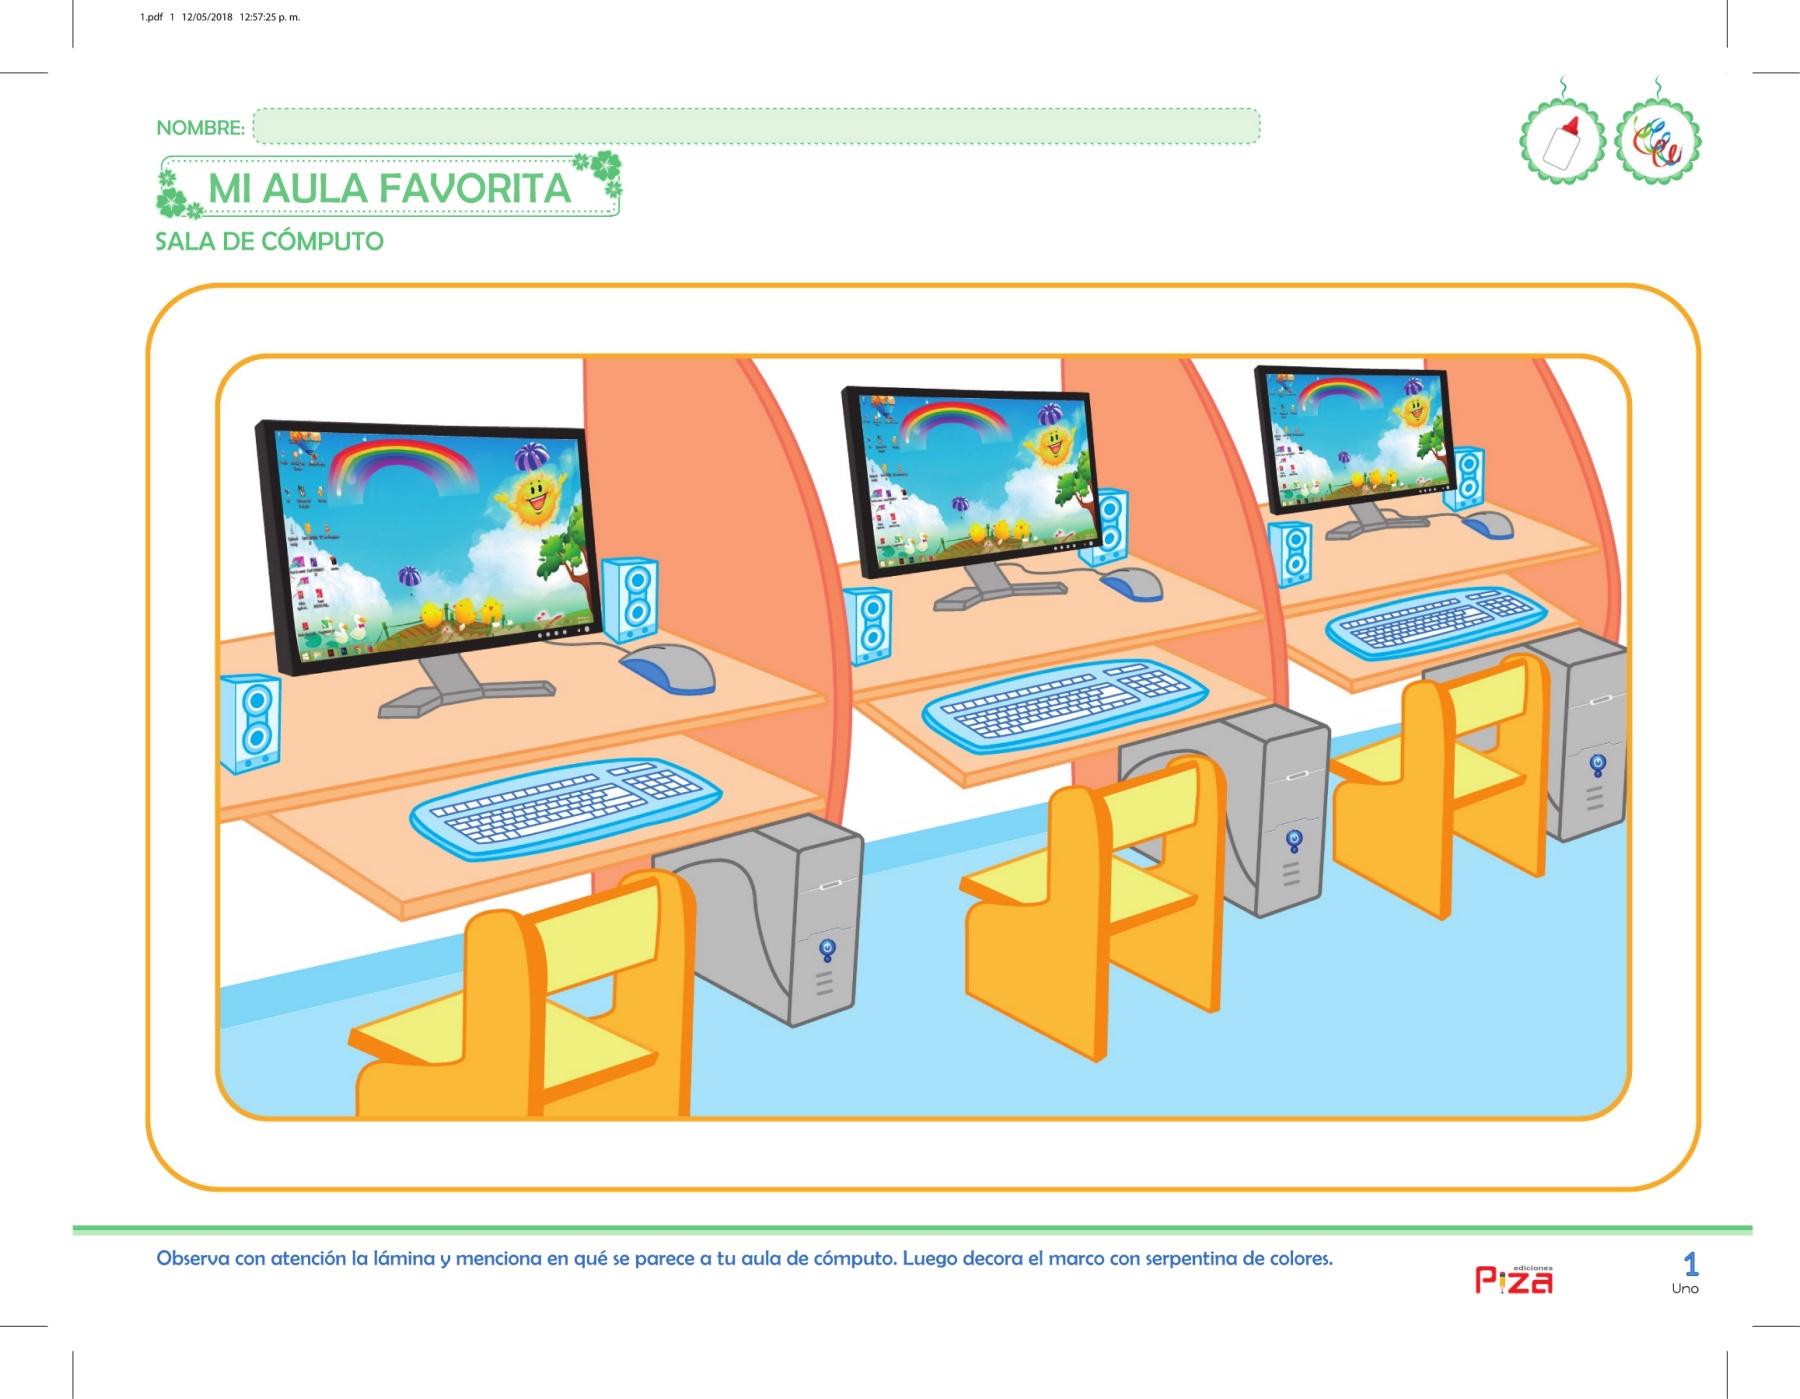 1.pdf 1 12/05/2018 12:57:25 p. m.
NOMBRE:
MI AULA FAVORITA
SALA DE CÓMPUTO
Observa con atención la lámina y menciona en qué se parece a tu aula de cómputo. Luego decora el marco con serpentina de colores.
ediciones
Piza
1
Uno